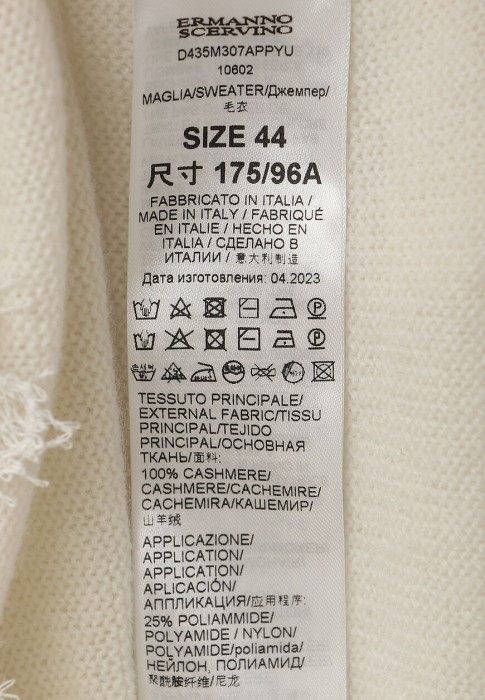 ERMANNO
SCERVINO
D435M307APPYU
10602
MAGLIA/SWEATER/Джемпер/
毛衣
SIZE 44
尺寸 175/96A
FABBRICATO IN ITALIA /
MADE IN ITALY / FABRIQUÉ
EN ITALIE / HECHO EN
ITALIA / СДЕЛАНО В
ИТАЛИИ / 意大利制造
Дата изготовления: 04.2023
TESSUTO PRINCIPALE/
EXTERNAL FABRIC/TISSU
PRINCIPAL/TEJIDO
PRINCIPAL/ОСНОВНАЯ
ТКАНЬ/面料:
100% CASHMERE/
CASHMERE/CACHEMIRE/
CACHEMIRA/КАШЕМИР/
山羊绒
APPLICAZIONE/
APPLICATION/
APPLICATION/
APLICACIÓN/
АППЛИКАЦИЯ/应用程序:
25% POLIAMMIDE/
POLYAMIDE / NYLON/
POLYAMIDE/poliamida/
НЕЙЛОН, ПОЛИАМИД/
聚酰胺纤维/尼龙